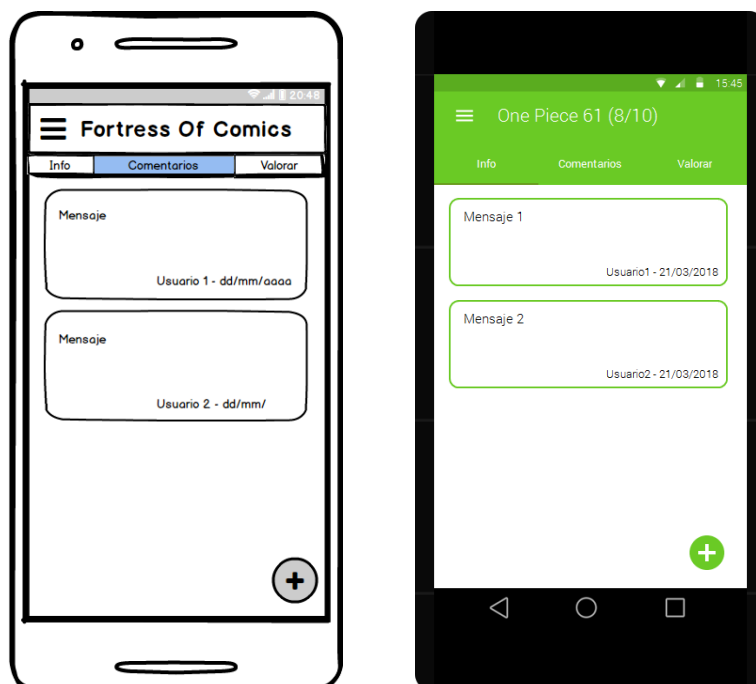 20:48
Fortress Of Comics
Info Comentarios Valorar
Mensaje
Usuario 1 - dd/mm/aaaa
Mensaje
Usuario 2 - dd/mm/
15:45
One Piece 61 (8/10)
Info Comentarios Valorar
Mensaje 1
Usuario1 - 21/03/2018
Mensaje 2
Usuario2 - 21/03/2018